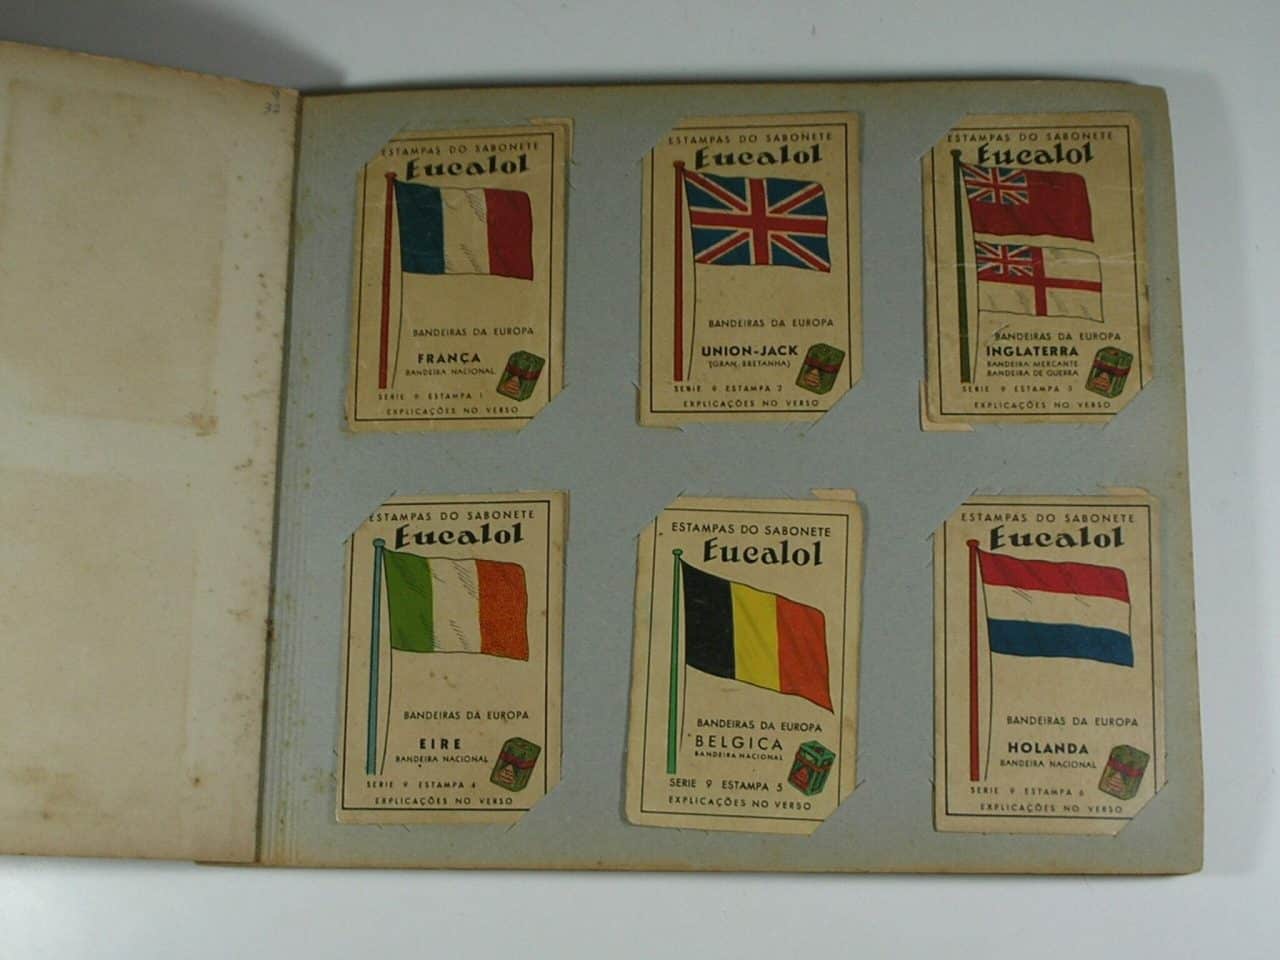 9
32
ESTAMPAS DO SABONETE
Eucalol
BANDEIRAS DA EUROPA
FRANÇA
BANDEIRA NACIONAL
SERIE 9 ESTAMPA 1
EXPLICAÇÕES NO VERSO
ESTAMPAS DO SABONETE
Eucalol
BANDEIRAS DA EUROPA
UNION-JACK
(GRAN-BRETANHA)
SERIE 9 ESTAMPA 2
EXPLICAÇÕES NO VERSO
ESTAMPAS DO SABONETE
Eucalol
BANDEIRAS DA EUROPA
INGLATERRA
BANDEIRA MERCANTE
BANDEIRA DE GUERRA
SERIE 9 ESTAMPA 3
EXPLICAÇÕES NO VERSO
ESTAMPAS DO SABONETE
Eucalol
BANDEIRAS DA EUROPA
EIRE
BANDEIRA NACIONAL
SERIE 9 ESTAMPA 4
EXPLICAÇÕES NO VERSO
ESTAMPAS DO SABONETE
Eucalol
BANDEIRAS DA EUROPA
BELGICA
BANDEIRA NACIONAL
SERIE 9 ESTAMPA 5
EXPLICAÇÕES NO VERSO
ESTAMPAS DO SABONETE
Eucalol
BANDEIRAS DA EUROPA
HOLANDA
BANDEIRA NACIONAL
SERIE 9 ESTAMPA 6
EXPLICAÇÕES NO VERSO